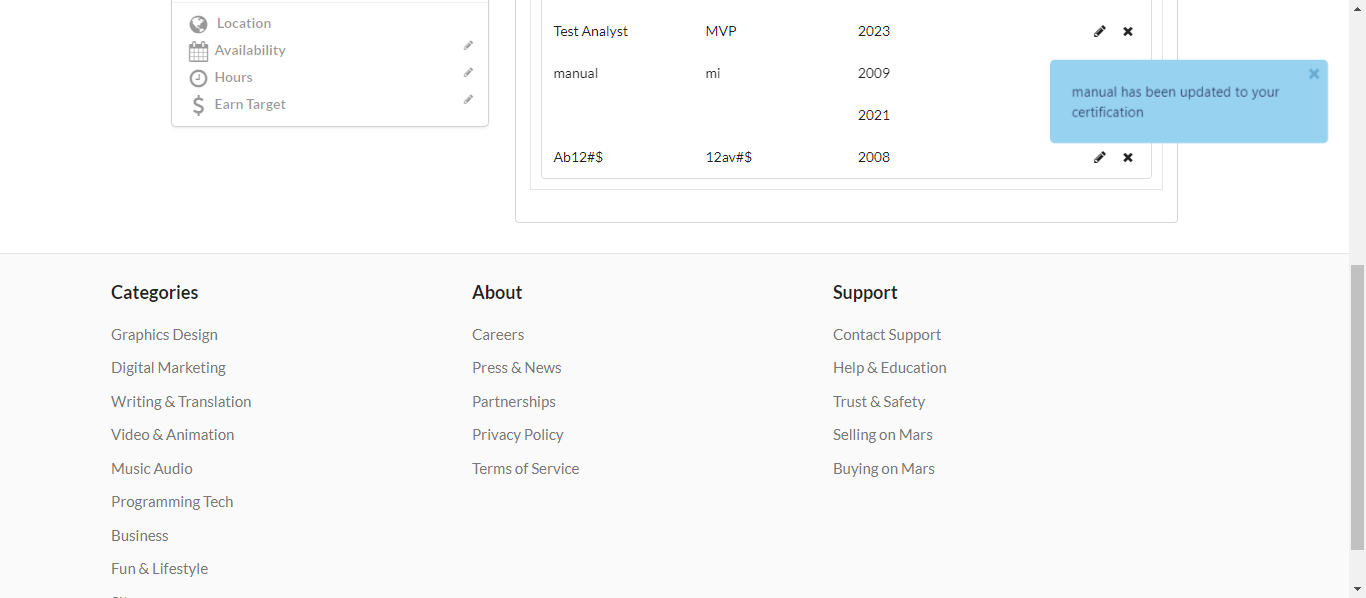 Location
Availability
Hours
Earn Target
Test Analyst MVP 2023
manual mi 2009
2021
Ab12#$ 12av#$ 2008
manual has been updated to your
certification
Categories
Graphics Design
Digital Marketing
Writing & Translation
Video & Animation
Music Audio
Programming Tech
Business
Fun & Lifestyle
About
Careers
Press & News
Partnerships
Privacy Policy
Terms of Service
Support
Contact Support
Help & Education
Trust & Safety
Selling on Mars
Buying on Mars